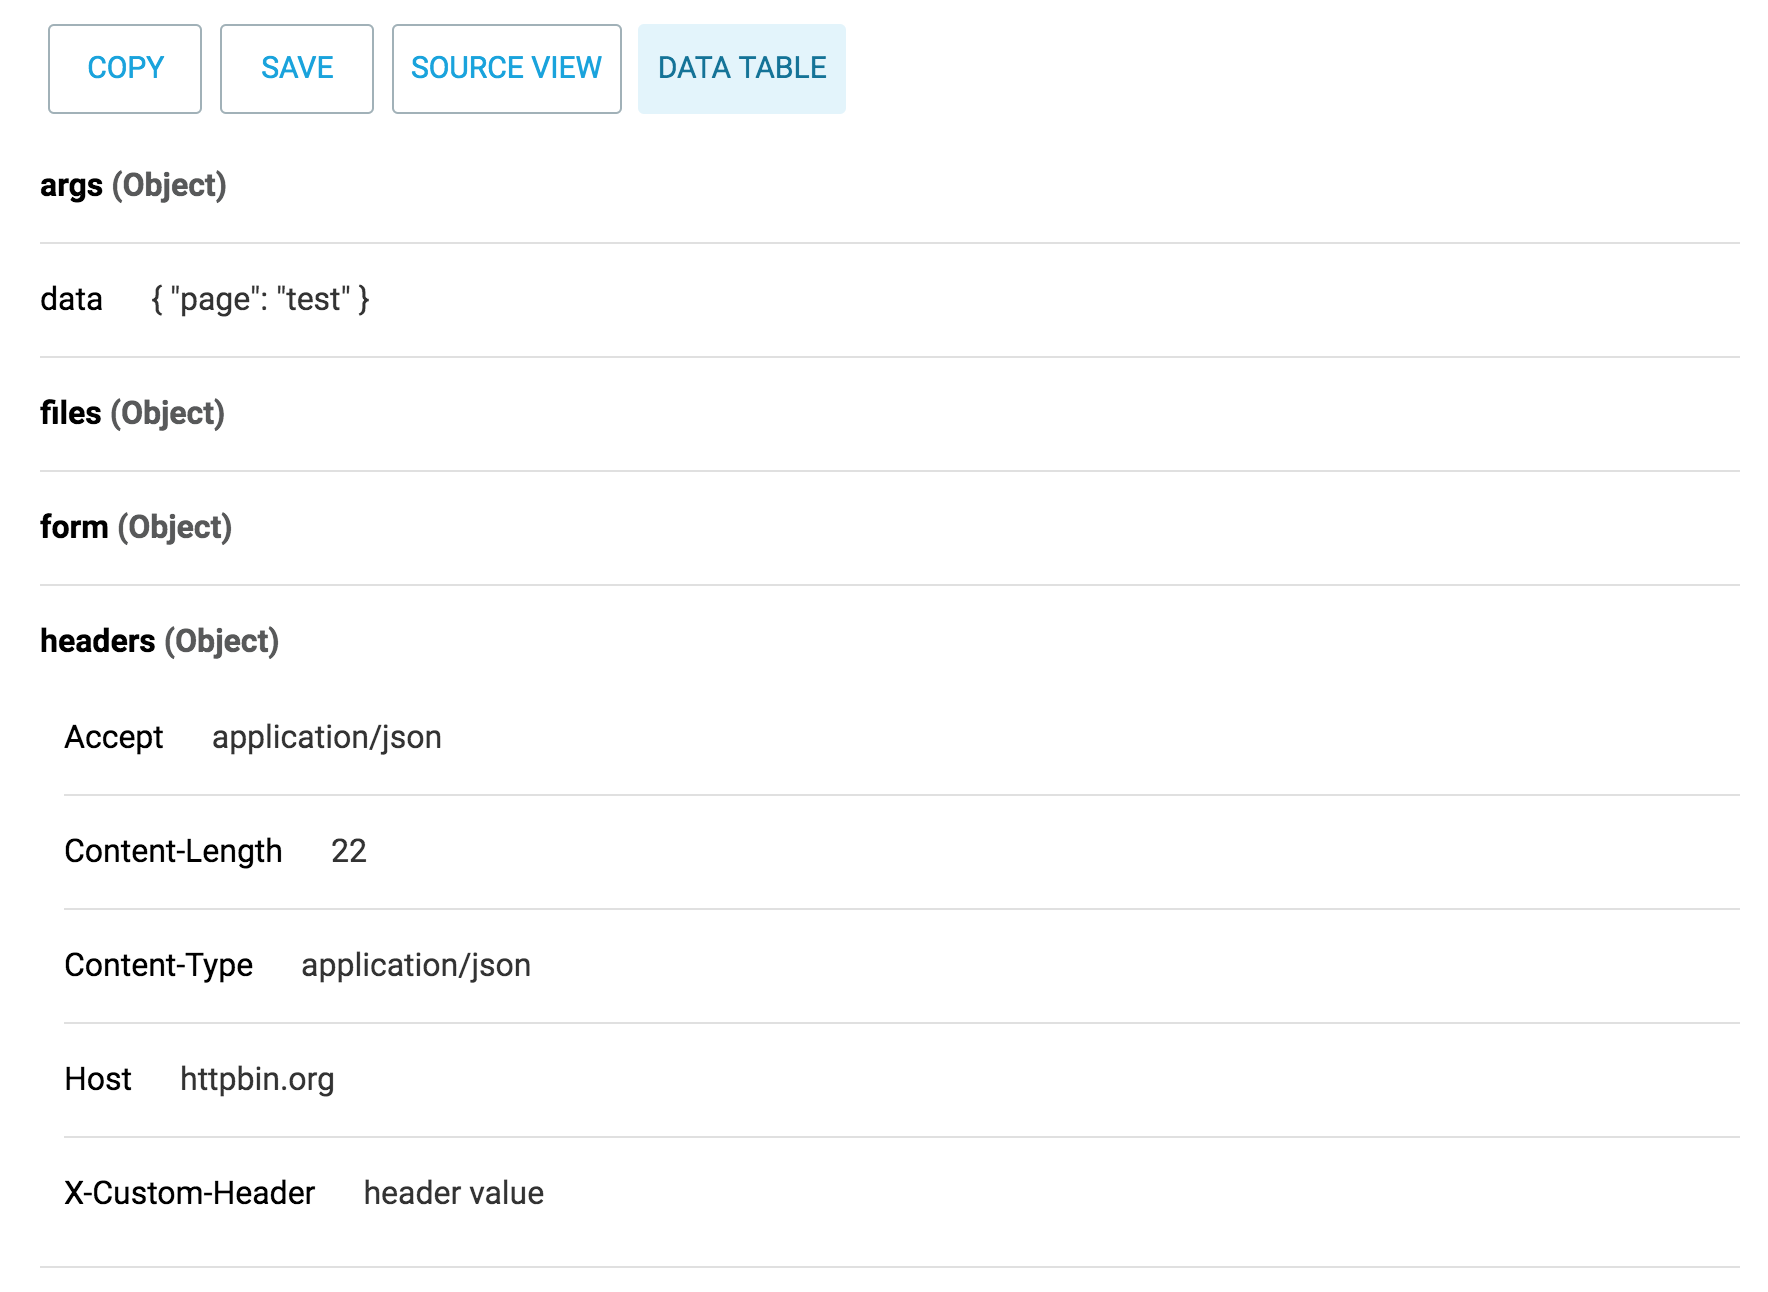 COPY SAVE SOURCE VIEW DATA TABLE
args (Object)
data { "page": "test" }
files (Object)
form (Object)
headers (Object)
Accept application/json
Content-Length 22
Content-Type application/json
Host httpbin.org
X-Custom-Header header value